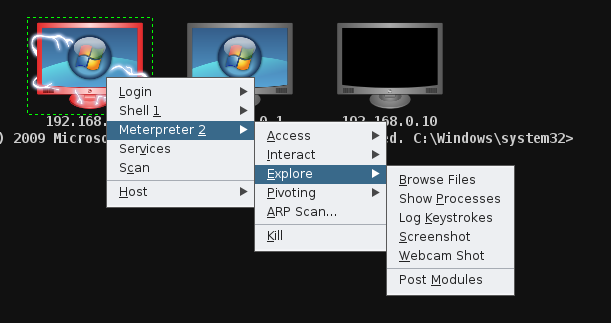 192.168.
0.1
192.168.0.10
) 2009 Micros
ed. C:\Windows\system32>
Login
Shell 1
Meterpreter 2
Services
Scan
Host
Access
Interact
Explore
Pivoting
ARP Scan...
Kill
Browse Files
Show Processes
Log Keystrokes
Screenshot
Webcam Shot
Post Modules